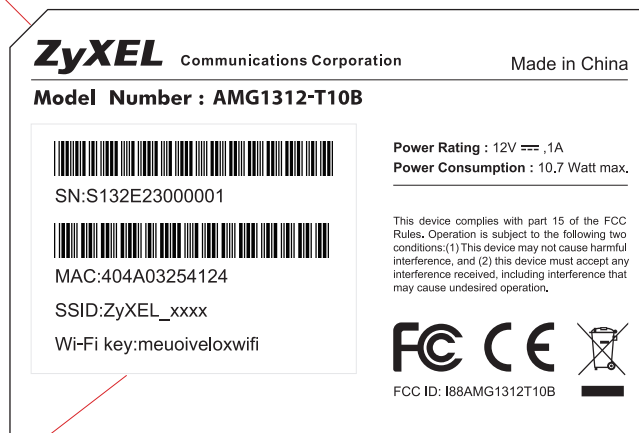 ZyXEL Communications Corporation
Made in China
Model Number : AMG1312-T10B
SN:S132E23000001
MAC:404A03254124
SSID:ZyXEL_xxxx
Wi-Fi key:meuoiveloxwifi
Power Rating : 12V ⎓ ,1A
Power Consumption : 10.7 Watt max.
This device complies with part 15 of the FCC
Rules. Operation is subject to the following two
conditions:(1) This device may not cause harmful
interference, and (2) this device must accept any
interference received, including interference that
may cause undesired operation.
FC CE
FCC ID: I88AMG1312T10B